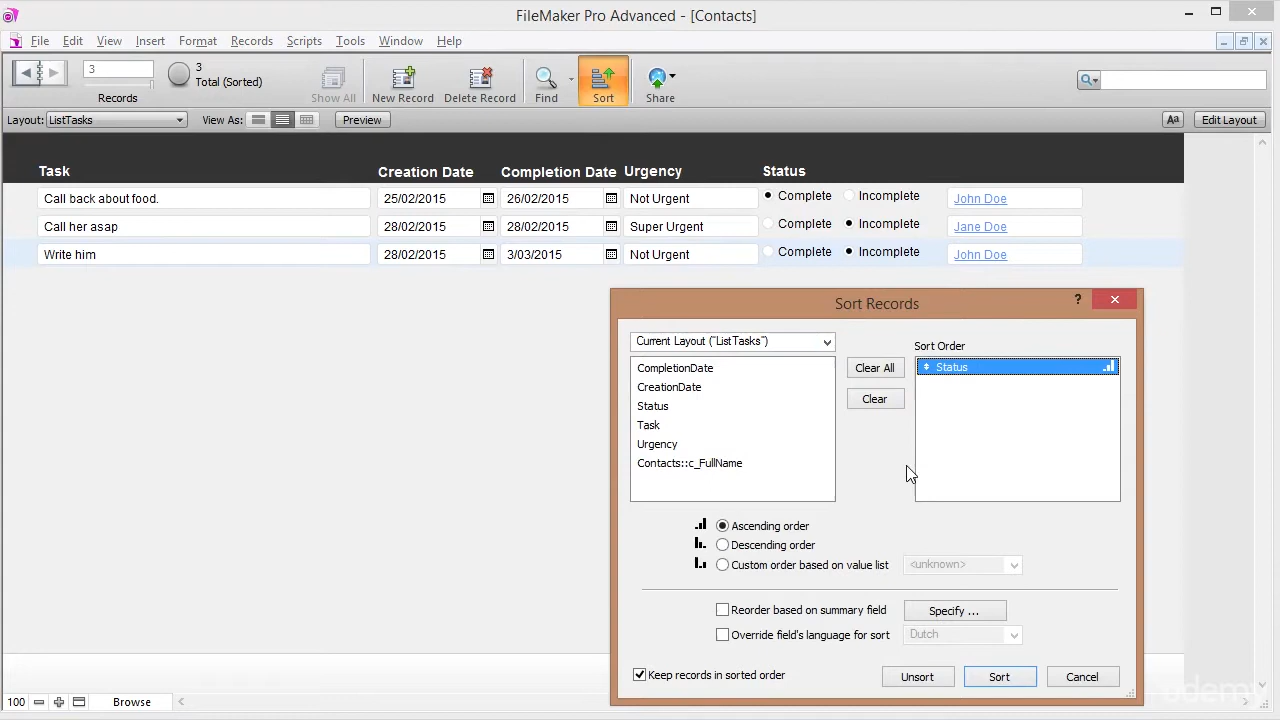 FileMaker Pro Advanced - [Contacts]
File Edit View Insert Format Records Scripts Tools Window Help
3
Records
3
Total (Sorted)
Show All
New Record
Delete Record
Find
Sort
Share
Layout: ListTasks
View As:
Preview
Aa
Edit Layout
Task Creation Date Completion Date Urgency Status
Call back about food. 25/02/2015 26/02/2015 Not Urgent Complete Incomplete John Doe
Call her asap 28/02/2015 28/02/2015 Super Urgent Complete Incomplete Jane Doe
Write him 28/02/2015 3/03/2015 Not Urgent Complete Incomplete John Doe
Sort Records
?
Current Layout ("ListTasks")
Sort Order
CompletionDate
CreationDate
Status
Task
Urgency
Contacts::c_FullName
Clear All
Clear
Status
Ascending order
Descending order
Custom order based on value list <unknown>
Reorder based on summary field Specify ...
Override field's language for sort Dutch
Keep records in sorted order
Unsort
Sort
Cancel
100
Browse
udemy